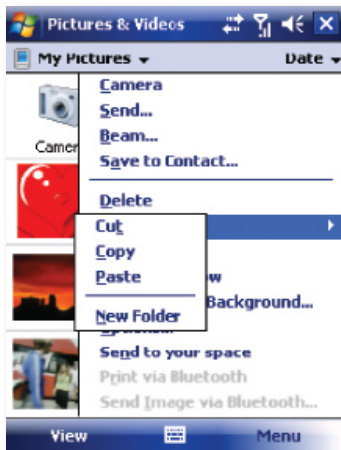 Pictures & Videos
My Pictures
Date
Camera
Send...
Beam...
Save to Contact...
Delete
Cut
Copy
Paste
New Folder
Background...
Send to your space
Print via Bluetooth
Send Image via Bluetooth...
View
Menu